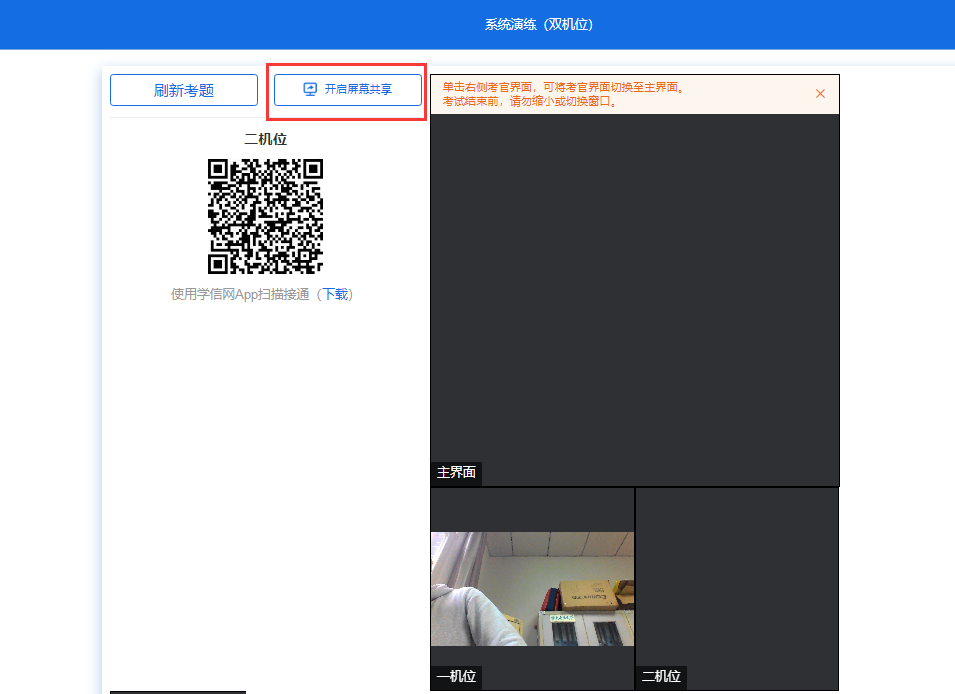 系统演练（双机位）
刷新考题
开启屏幕共享
二机位
使用学信网App扫描接通（下载）
单击右侧考官界面，可将考官界面切换至主界面。
考试结束前，请勿缩小或切换窗口。
主界面
一机位
二机位